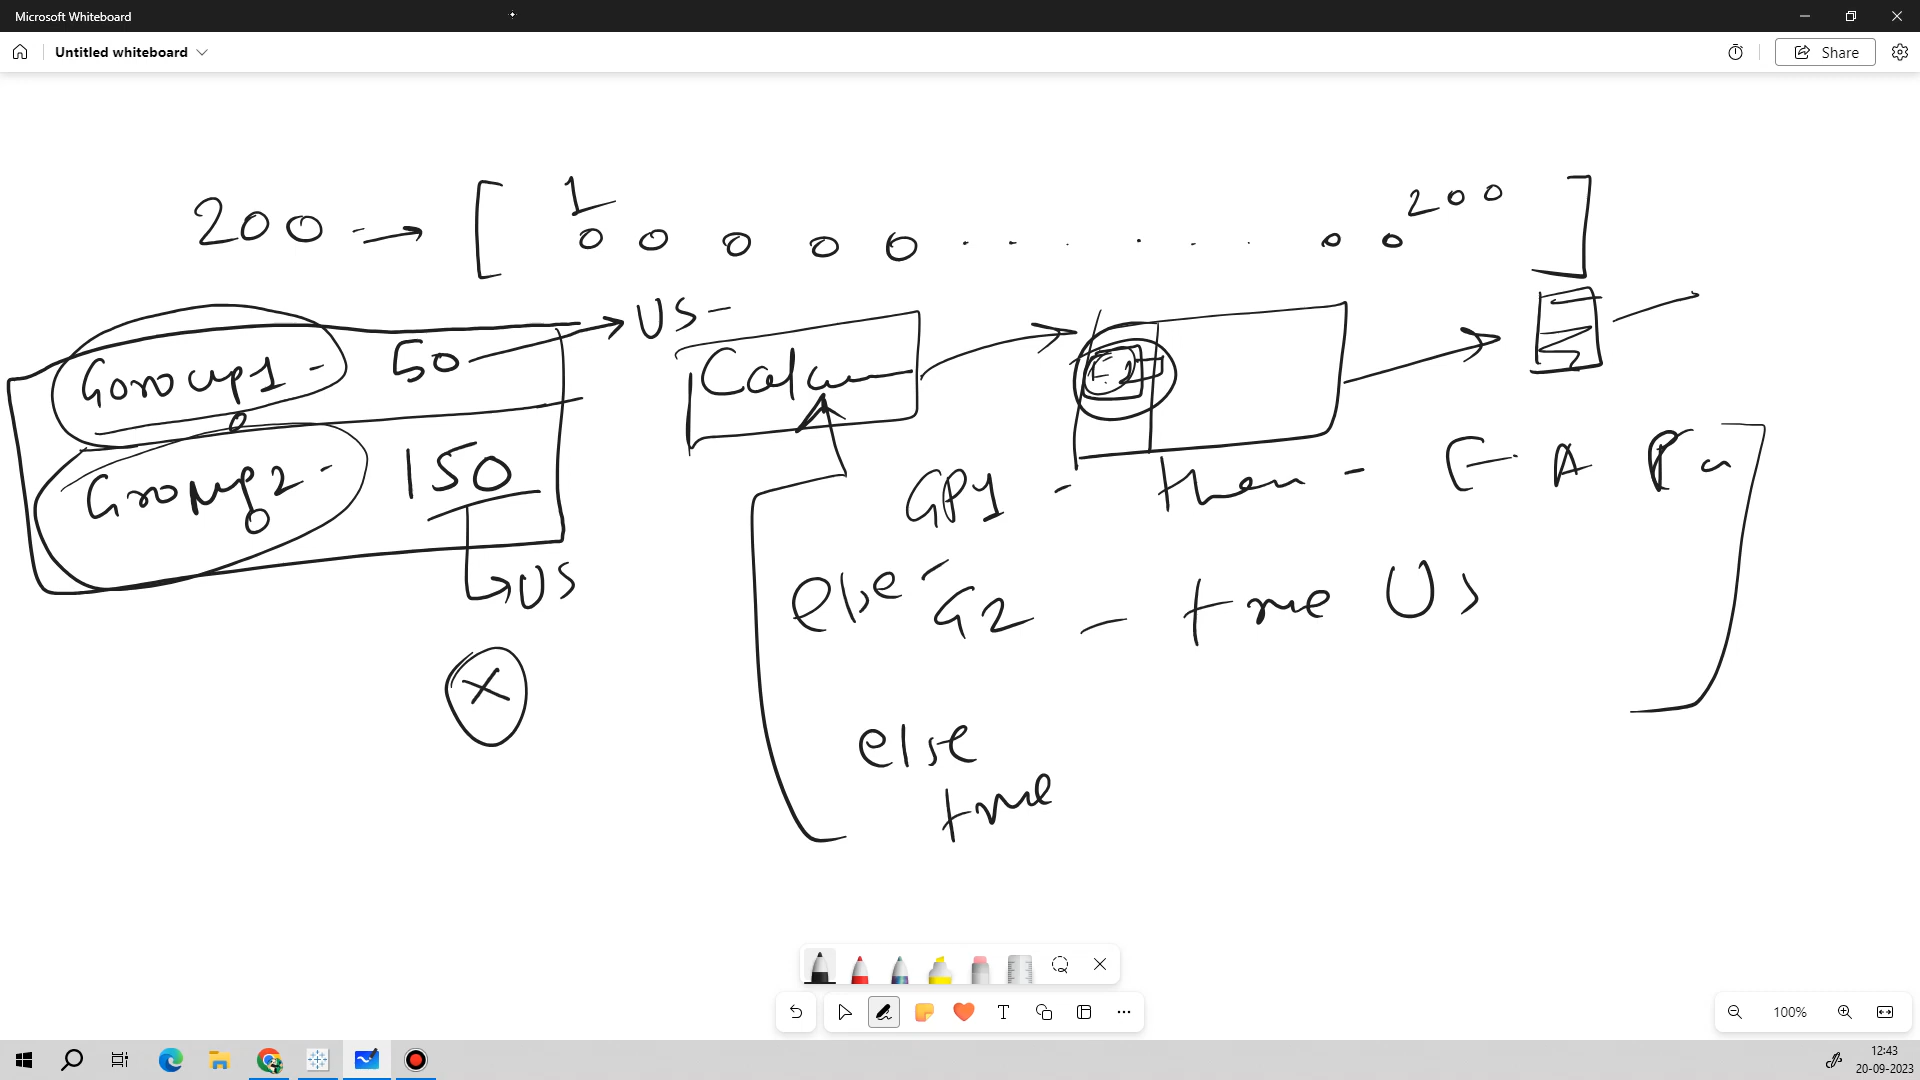 Microsoft Whiteboard
Untitled whiteboard
Share
200 → [ 1 200 ]
0 0 0 0 0 . . . . . . . 0 0
Group1 - 50 → US -
Group2 - 150
US
X
GP1 - then -
else G2 - true US
else
true
100%
12:43
20-09-2023